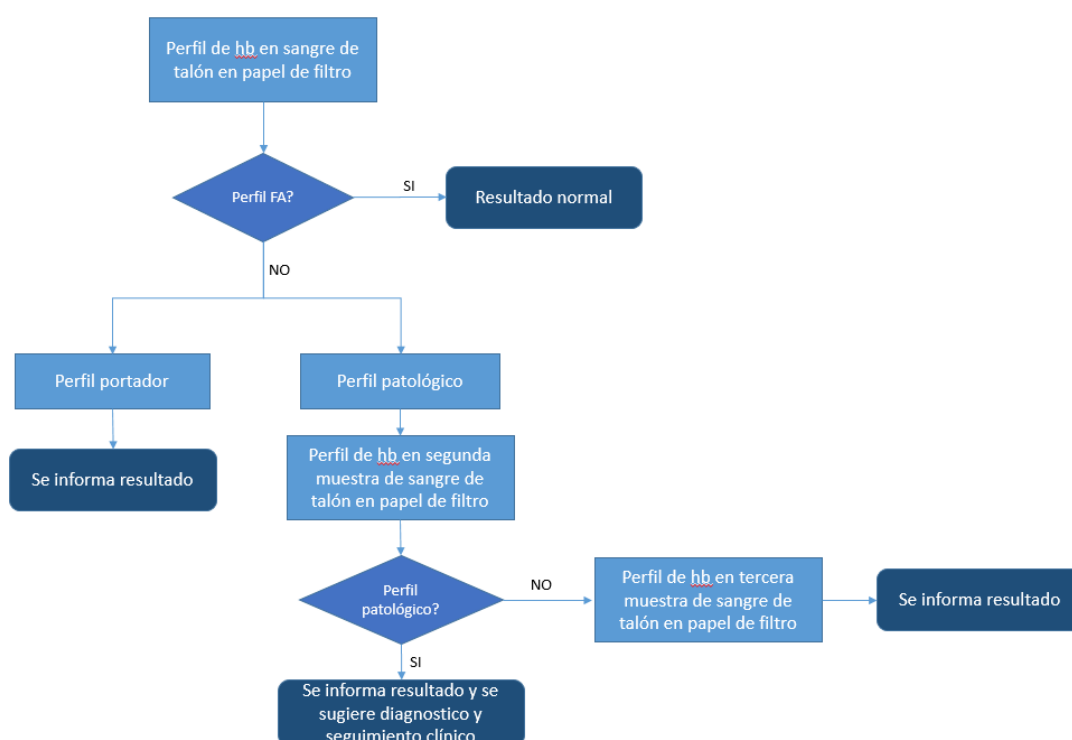 Perfil de hb en sangre de
talón en papel de filtro
Perfil FA?
SI
Resultado normal
NO
Perfil portador
Perfil patológico
Se informa resultado
Perfil de hb en segunda
muestra de sangre de
talón en papel de filtro
Perfil
patológico?
NO
Perfil de hb en tercera
muestra de sangre de
talón en papel de filtro
Se informa resultado
SI
Se informa resultado y se
sugiere diagnostico y
seguimiento clínico